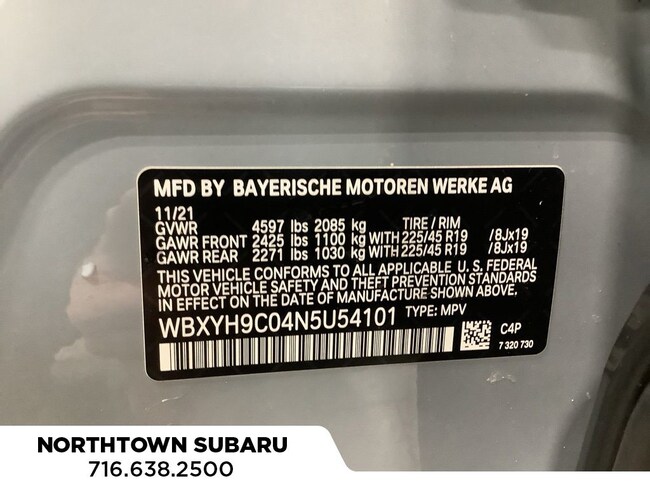 MFD BY BAYERISCHE MOTOREN WERKE AG
11/21
GVWR 4597 lbs 2085 kg TIRE / RIM
GAWR FRONT 2425 lbs 1100 kg WITH 225/45 R19 /8Jx19
GAWR REAR 2271 lbs 1030 kg WITH 225/45 R19 /8Jx19
THIS VEHICLE CONFORMS TO ALL APPLICABLE U. S. FEDERAL
MOTOR VEHICLE SAFETY AND THEFT PREVENTION STANDARDS
IN EFFECT ON THE DATE OF MANUFACTURE SHOWN ABOVE.
WBXYH9C04N5U54101 TYPE: MPV
C4P
7 320 730
NORTHTOWN SUBARU
716.638.2500